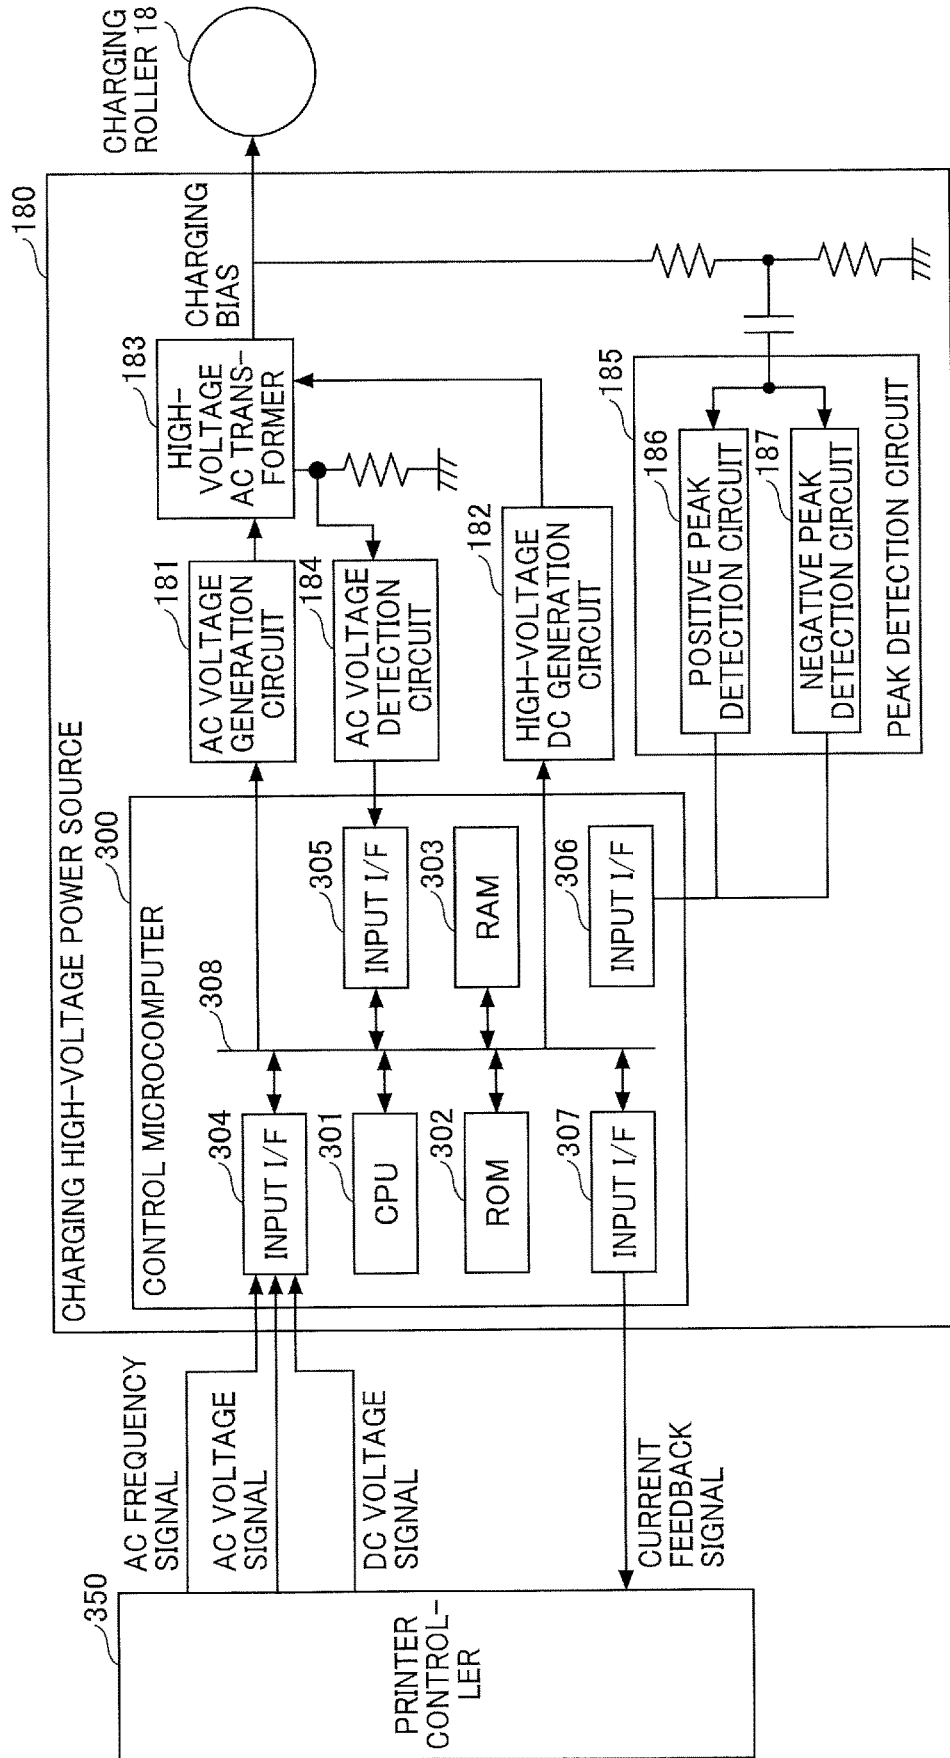 350
PRINTER
CONTROL-
LER
AC FREQUENCY
SIGNAL
AC VOLTAGE
SIGNAL
DC VOLTAGE
SIGNAL
CURRENT
FEEDBACK
SIGNAL
CHARGING HIGH-VOLTAGE POWER SOURCE
180
CONTROL MICROCOMPUTER
300
304
INPUT I/F
301
CPU
302
ROM
307
INPUT I/F
308
305
INPUT I/F
303
RAM
306
INPUT I/F
181
AC VOLTAGE
GENERATION
CIRCUIT
184
AC VOLTAGE
DETECTION
CIRCUIT
182
HIGH-VOLTAGE
DC GENERATION
CIRCUIT
183
HIGH-
VOLTAGE
AC TRANS-
FORMER
CHARGING
BIAS
185
186
POSITIVE PEAK
DETECTION CIRCUIT
187
NEGATIVE PEAK
DETECTION CIRCUIT
PEAK DETECTION CIRCUIT
CHARGING
ROLLER 18